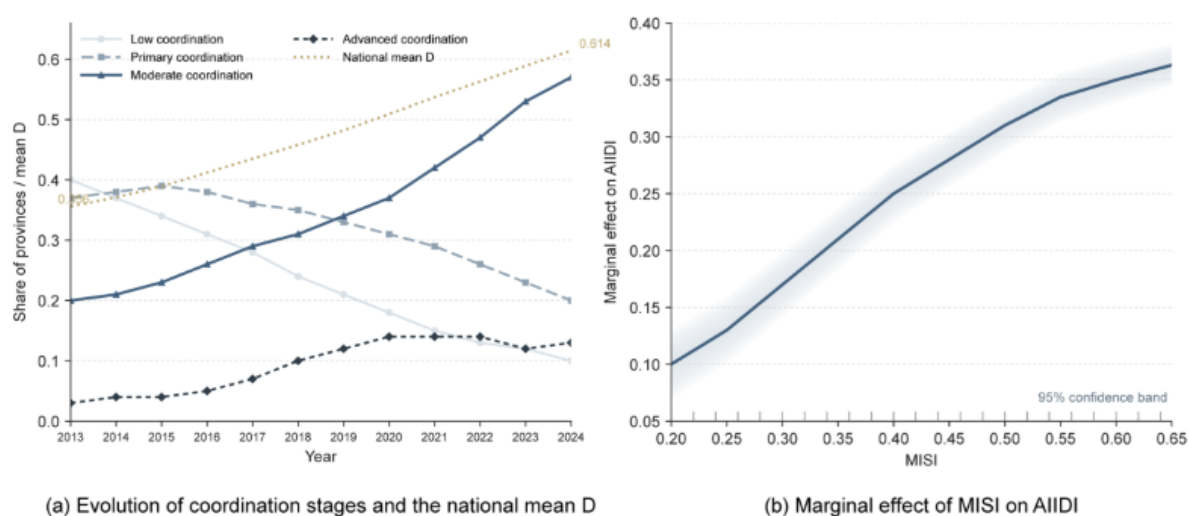 Low coordination
Primary coordination
Moderate coordination
Advanced coordination
National mean D
0.614
0.6
0.5
0.4
0.3
0.2
0.1
0.0
Share of provinces / mean D
2013 2014 2015 2016 2017 2018 2019 2020 2021 2022 2023 2024
Year
(a) Evolution of coordination stages and the national mean D
0.40
0.35
0.30
0.25
0.20
0.15
0.10
0.05
Marginal effect on AIIDI
95% confidence band
0.20 0.25 0.30 0.35 0.40 0.45 0.50 0.55 0.60 0.65
MISI
(b) Marginal effect of MISI on AIIDI